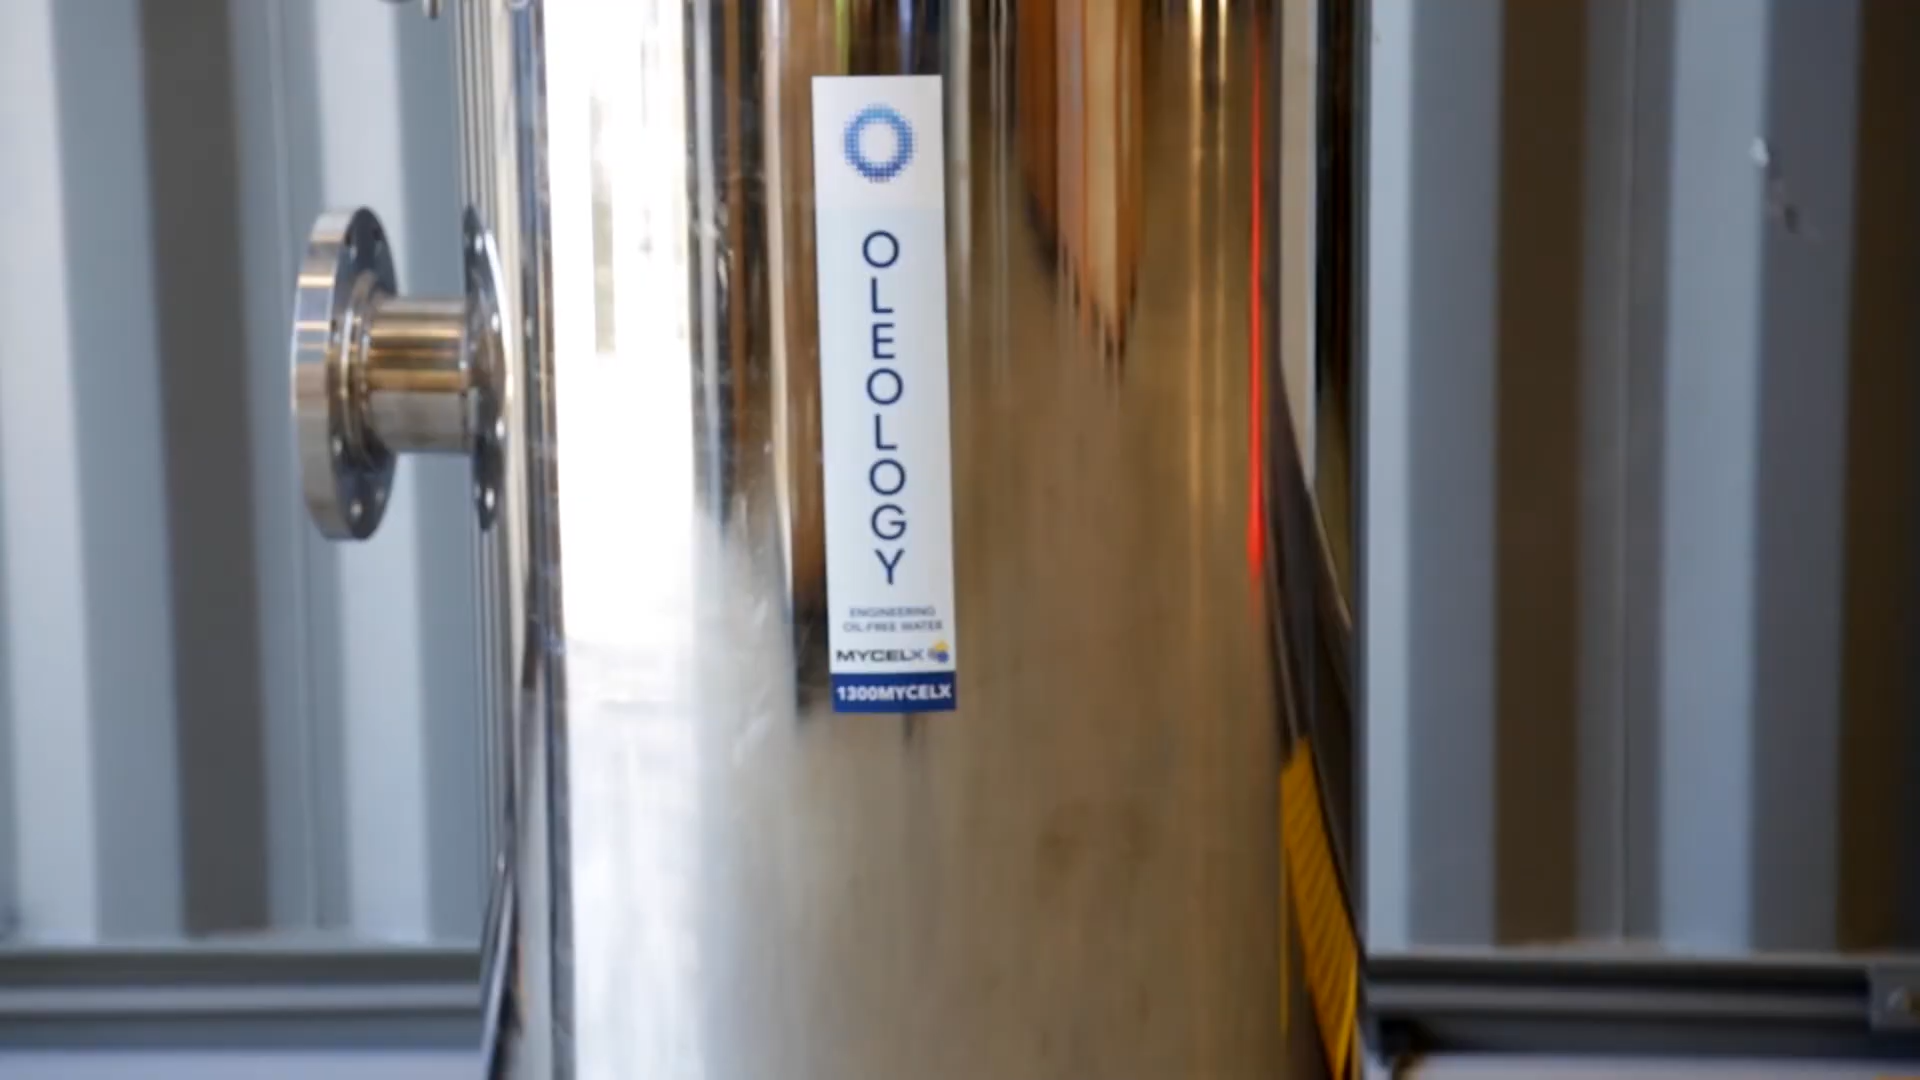 OLEOLOGY
ENGINEERING
OIL-FREE WATER
MYCELX
1300MYCELX